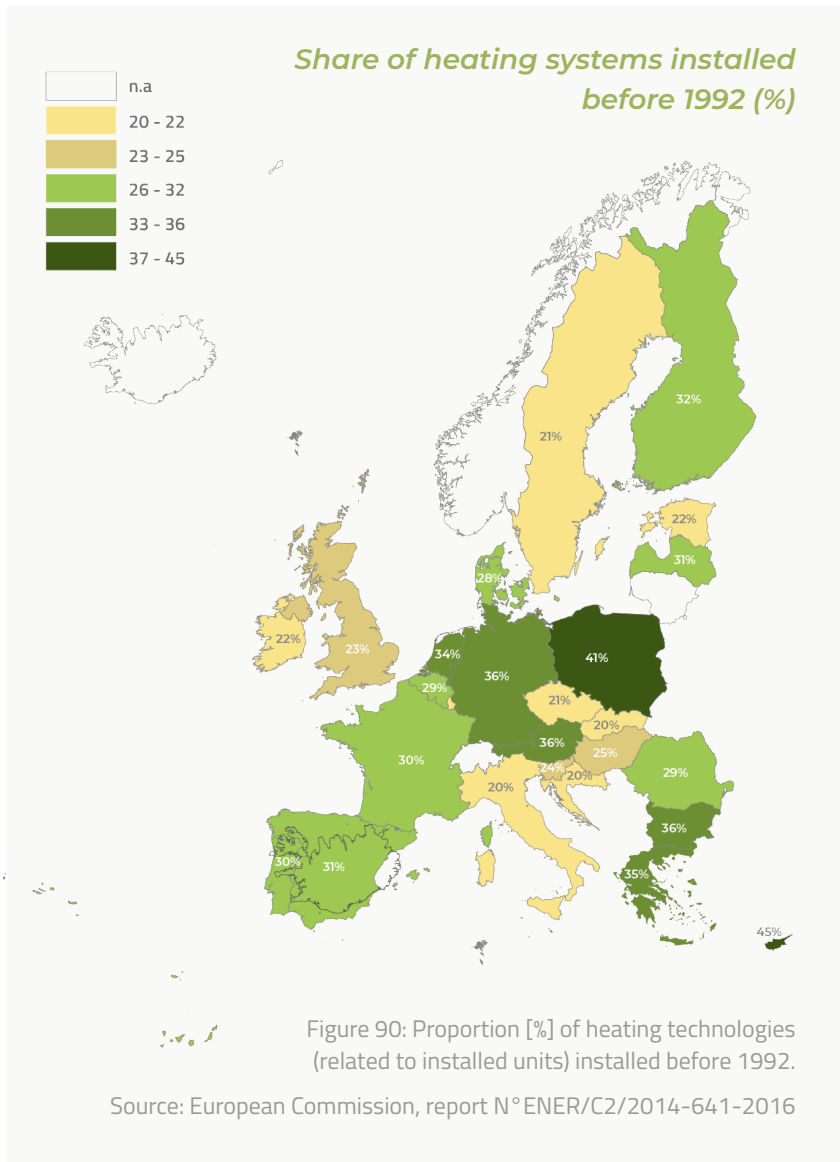 Share of heating systems installed
before 1992 (%)
n.a
20 - 22
23 - 25
26 - 32
33 - 36
37 - 45
32%
21%
22%
31%
28%
22%
23%
34%
41%
36%
29%
21%
20%
36%
25%
24%
20%
30%
20%
29%
36%
30%
31%
35%
45%
Figure 90: Proportion [%] of heating technologies
(related to installed units) installed before 1992.
Source: European Commission, report N°ENER/C2/2014-641-2016